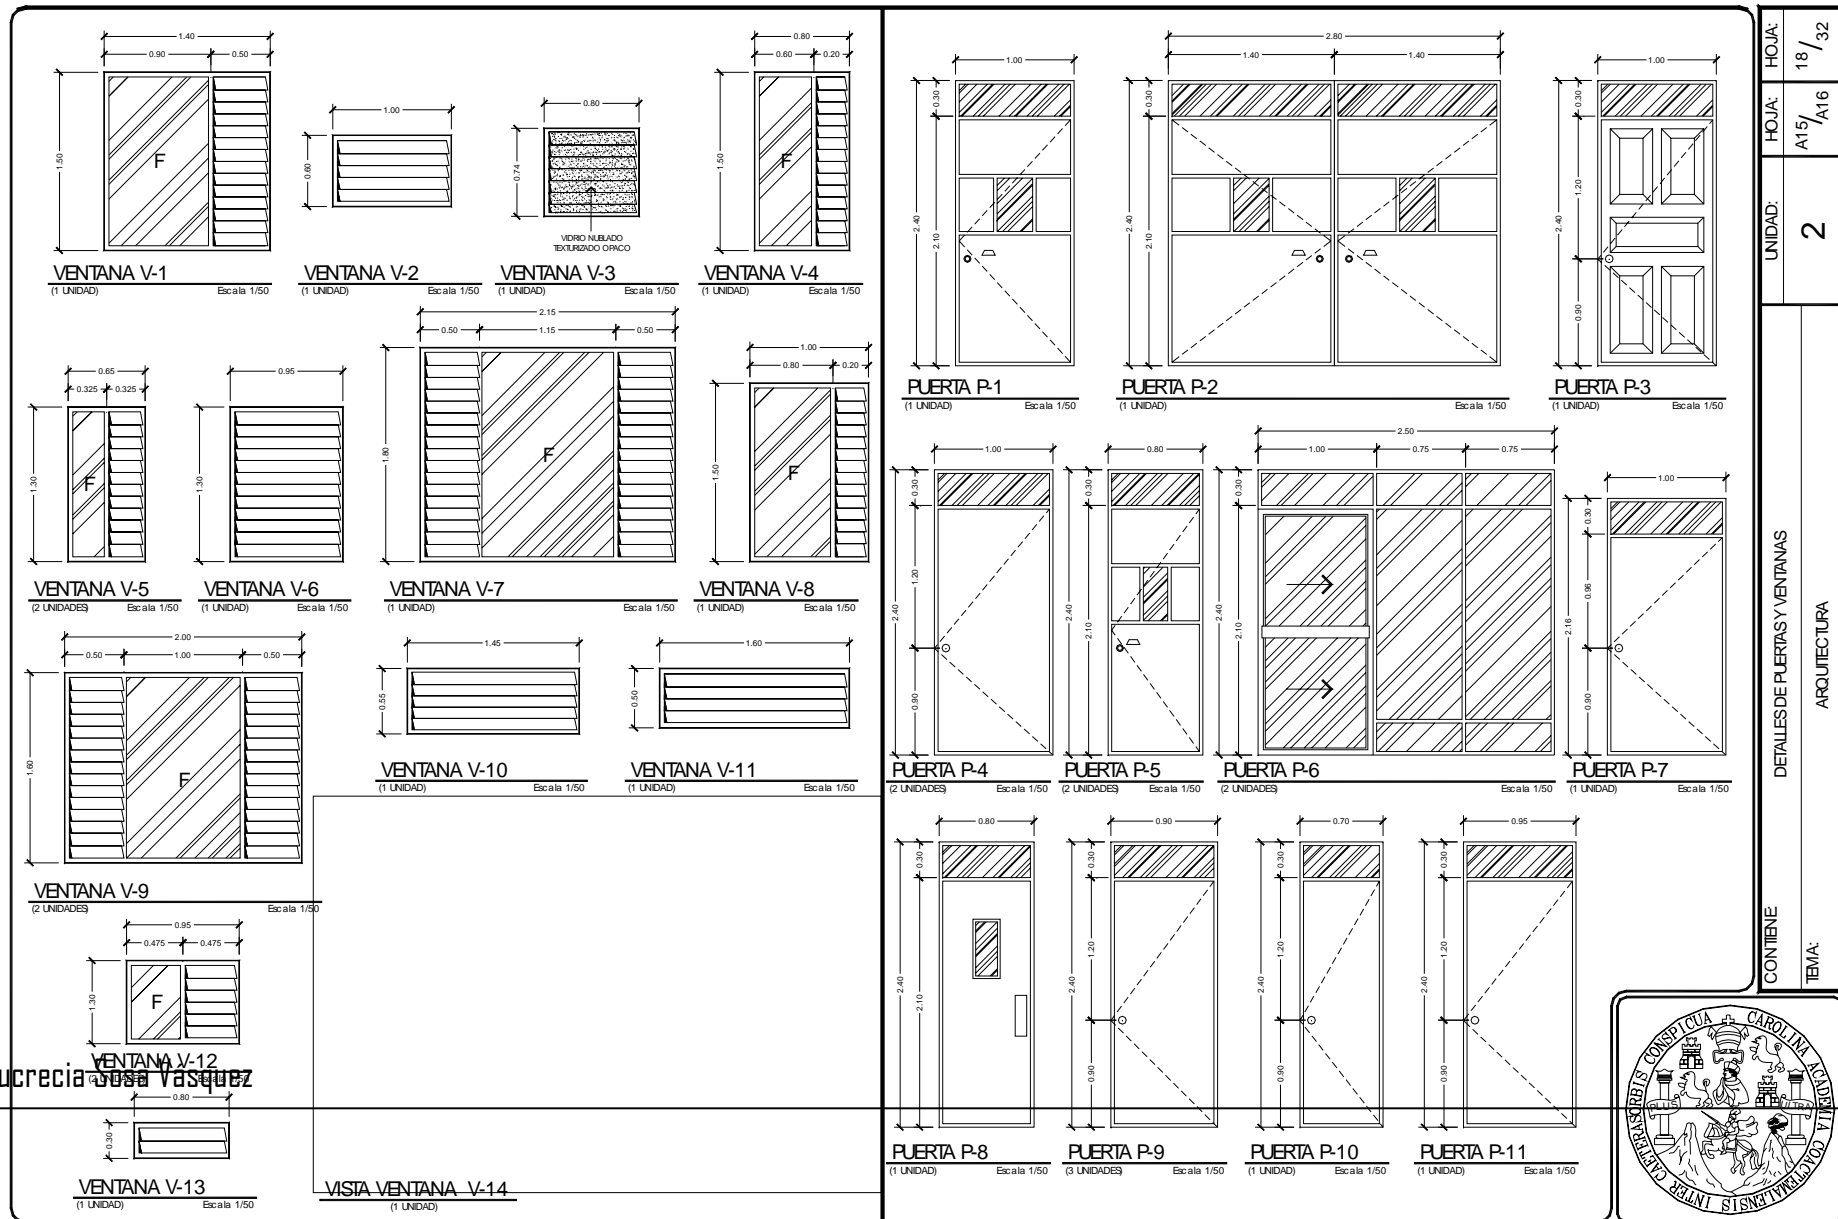 1.40
0.90
0.50
1.50
F
VENTANA V-1
(1 UNIDAD)
Escala 1/50
1.00
0.60
VENTANA V-2
(1 UNIDAD)
Escala 1/50
0.80
0.74
VIDRIO NUBLADO
TEXTURIZADO OPACO
VENTANA V-3
(1 UNIDAD)
Escala 1/50
0.80
0.60
0.20
1.50
F
VENTANA V-4
(1 UNIDAD)
Escala 1/50
0.65
0.325
0.325
1.30
F
VENTANA V-5
(2 UNIDADES)
Escala 1/50
0.95
1.30
VENTANA V-6
(1 UNIDAD)
Escala 1/50
2.15
0.50
1.15
0.50
1.80
F
VENTANA V-7
(1 UNIDAD)
Escala 1/50
1.00
0.80
0.20
1.50
F
VENTANA V-8
(1 UNIDAD)
Escala 1/50
2.00
0.50
1.00
0.50
1.60
F
VENTANA V-9
(2 UNIDADES)
Escala 1/50
1.45
0.55
VENTANA V-10
(1 UNIDAD)
Escala 1/50
1.60
0.50
VENTANA V-11
(1 UNIDAD)
Escala 1/50
0.95
0.475
0.475
1.30
F
VENTANA V-12
(2 UNIDADES)
Escala 1/50
ucrecia Sosa Vásquez
0.80
0.30
VENTANA V-13
(1 UNIDAD)
Escala 1/50
VISTA VENTANA V-14
(1 UNIDAD)
1.00
0.30
2.40
2.10
PUERTA P-1
(1 UNIDAD)
Escala 1/50
2.80
1.40
1.40
0.30
2.40
2.10
PUERTA P-2
(1 UNIDAD)
Escala 1/50
1.00
0.30
1.20
2.40
0.90
PUERTA P-3
(1 UNIDAD)
Escala 1/50
1.00
0.30
1.20
2.40
0.90
PUERTA P-4
(2 UNIDADES)
Escala 1/50
0.80
0.30
2.40
2.10
PUERTA P-5
(2 UNIDADES)
Escala 1/50
2.50
1.00
0.75
0.75
0.30
2.40
2.10
PUERTA P-6
(2 UNIDADES)
Escala 1/50
1.00
0.30
0.96
2.16
0.90
PUERTA P-7
(1 UNIDAD)
Escala 1/50
0.80
0.30
2.40
2.10
PUERTA P-8
(1 UNIDAD)
Escala 1/50
0.90
0.30
1.20
2.40
0.90
PUERTA P-9
(3 UNIDADES)
Escala 1/50
0.70
0.30
1.20
2.40
0.90
PUERTA P-10
(1 UNIDAD)
Escala 1/50
0.95
0.30
1.20
2.40
0.90
PUERTA P-11
(1 UNIDAD)
Escala 1/50
HOJA:
18/32
HOJA:
A15/A16
UNIDAD:
2
CONTIENE:
DETALLES DE PUERTAS Y VENTANAS
TEMA:
ARQUITECTURA
CAROLINA ACADEMIA COACTEMALENSIS INTER CAETERAS ORBIS CONSPICUA
PLUS
ULTRA